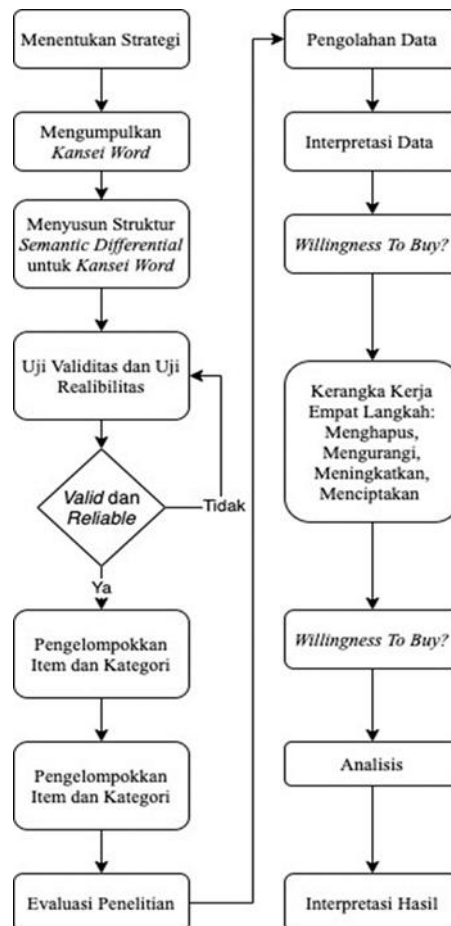 Menentukan Strategi
Mengumpulkan
Kansei Word
Menyusun Struktur
Semantic Differential
untuk Kansei Word
Uji Validitas dan Uji
Realibilitas
Valid dan
Reliable
Tidak
Ya
Pengelompokkan
Item dan Kategori
Pengelompokkan
Item dan Kategori
Evaluasi Penelitian
Pengolahan Data
Interpretasi Data
Willingness To Buy?
Kerangka Kerja
Empat Langkah:
Menghapus,
Mengurangi,
Meningkatkan,
Menciptakan
Willingness To Buy?
Analisis
Interpretasi Hasil